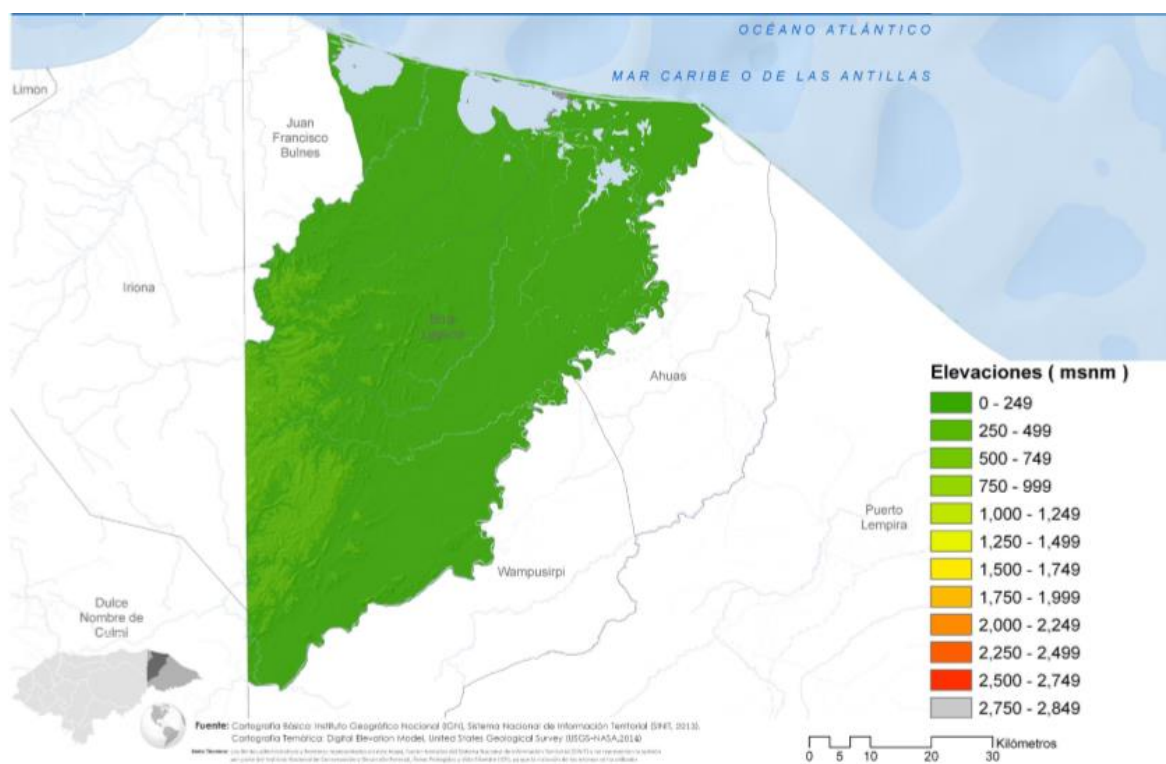 OCÉANO ATLÁNTICO
MAR CARIBE O DE LAS ANTILLAS
Limón
Juan
Francisco
Bulnes
Iriona
Ahuas
Puerto
Lempira
Wampusirpi
Dulce
Nombre de
Culmí
Elevaciones ( msnm )
0 - 249
250 - 499
500 - 749
750 - 999
1,000 - 1,249
1,250 - 1,499
1,500 - 1,749
1,750 - 1,999
2,000 - 2,249
2,250 - 2,499
2,500 - 2,749
2,750 - 2,849
Fuente: Cartografía Básica: Instituto Geográfico Nacional (IGN), Sistema Nacional de Información Territorial (SINIT, 2013).
Cartografía Temática: Digital Elevation Model, United States Geological Survey (USGS-NASA,2016)
0 5 10 20 30 Kilómetros